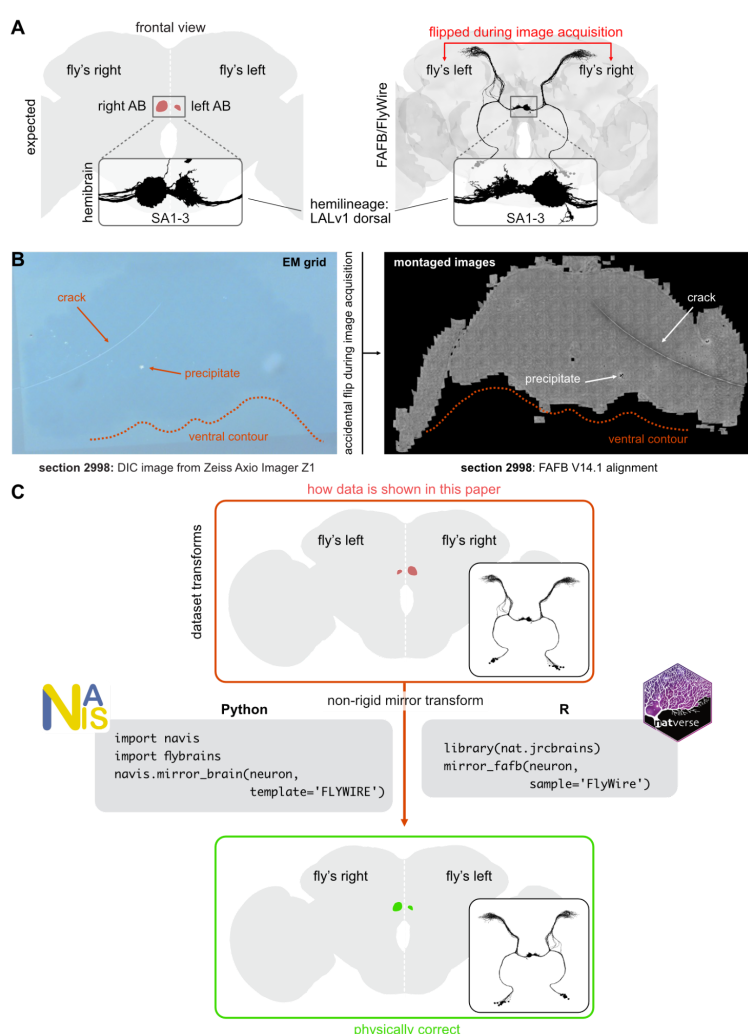 A
frontal view
expected
fly's right
fly's left
right AB
left AB
hemibrain
SA1-3
hemilineage:
LALv1 dorsal
flipped during image acquisition
FAFB/FlyWire
fly's left
fly's right
SA1-3
B
EM grid
crack
precipitate
ventral contour
section 2998: DIC image from Zeiss Axio Imager Z1
accidental flip during image acquisition
montaged images
crack
precipitate
ventral contour
section 2998: FAFB V14.1 alignment
C
how data is shown in this paper
dataset transforms
fly's left
fly's right
non-rigid mirror transform
NAVIS
Python
import navis
import flybrains
navis.mirror_brain(neuron,
template='FLYWIRE')
R
library(nat.jrcbrains)
mirror_fafb(neuron,
sample='FlyWire')
natverse
fly's right
fly's left
physically correct